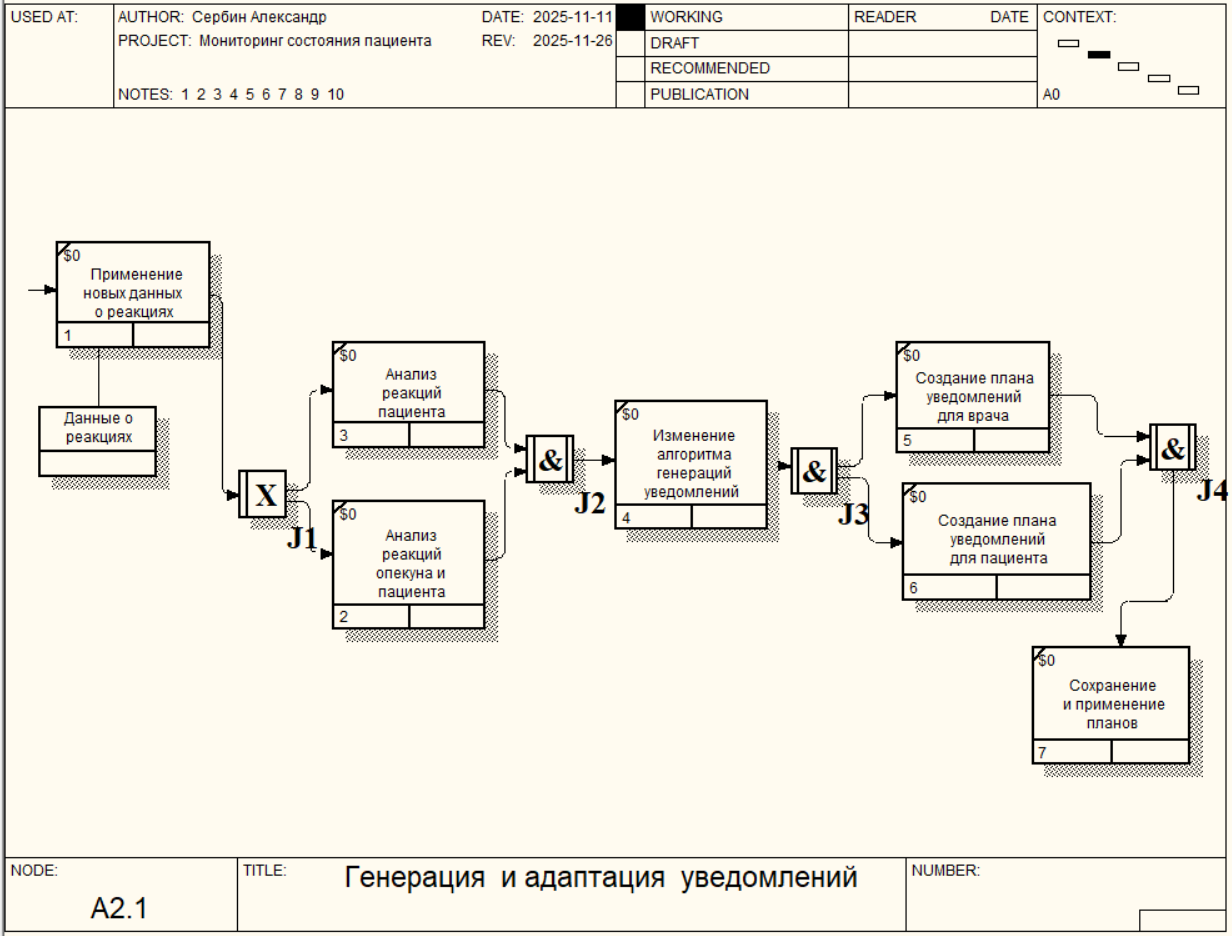 USED AT:
AUTHOR: Сербин Александр
DATE: 2025-11-11
PROJECT: Мониторинг состояния пациента
REV: 2025-11-26
NOTES: 1 2 3 4 5 6 7 8 9 10
WORKING
DRAFT
RECOMMENDED
PUBLICATION
READER DATE
CONTEXT:
A0
$0
Применение
новых данных
о реакциях
1
Данные о
реакциях
X
J1
$0
Анализ
реакций
пациента
3
$0
Анализ
реакций
опекуна и
пациента
2
&
J2
$0
Изменение
алгоритма
генераций
уведомлений
4
&
J3
$0
Создание плана
уведомлений
для врача
5
$0
Создание плана
уведомлений
для пациента
6
&
J4
$0
Сохранение
и применение
планов
7
NODE:
A2.1
TITLE:
Генерация и адаптация уведомлений
NUMBER: